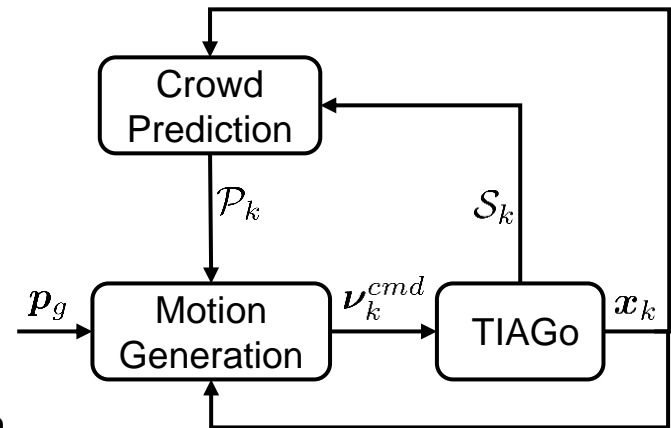 Crowd
Prediction
𝒫_k
𝒮_k
𝒑_g
Motion
Generation
𝝂_k^{cmd}
TIAGo
𝒙_k